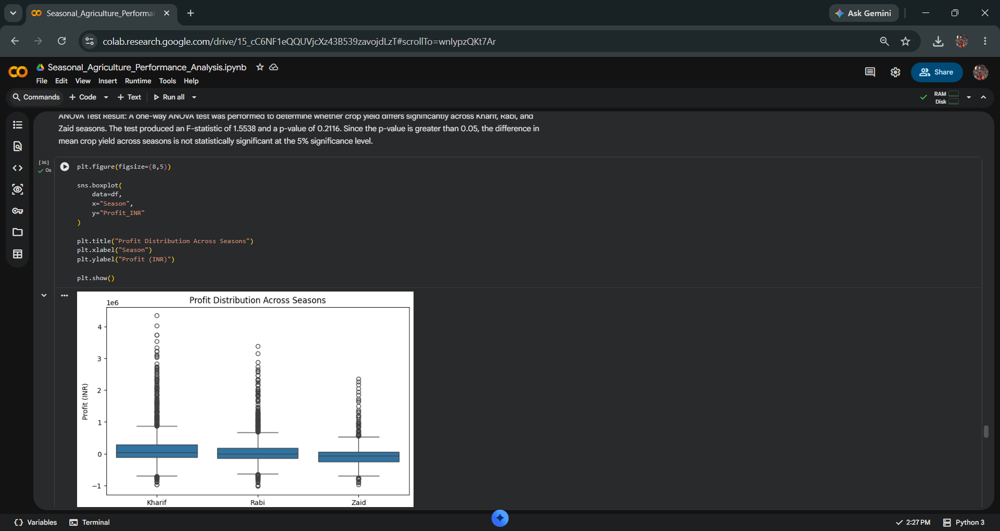 Seasonal_Agriculture_Performan
Ask Gemini
colab.research.google.com/drive/15_cC6NF1eQQUVjcXz43B539zavojdLzT#scrollTo=wnlypzQKt7Ar
Seasonal_Agriculture_Performance_Analysis.ipynb
File Edit View Insert Runtime Tools Help
Share
Commands + Code + Text Run all
RAM
Disk
ANOVA Test Result: A one-way ANOVA test was performed to determine whether crop yield differs significantly across Kharif, Rabi, and
Zaid seasons. The test produced an F-statistic of 1.5538 and a p-value of 0.2116. Since the p-value is greater than 0.05, the difference in
mean crop yield across seasons is not statistically significant at the 5% significance level.
[36]
0s
plt.figure(figsize=(8,5))
sns.boxplot(
data=df,
x="Season",
y="Profit_INR"
)
plt.title("Profit Distribution Across Seasons")
plt.xlabel("Season")
plt.ylabel("Profit (INR)")
plt.show()
Profit Distribution Across Seasons
1e6
4
3
2
1
0
−1
Profit (INR)
Kharif Rabi Zaid
{} Variables Terminal
2:27 PM Python 3